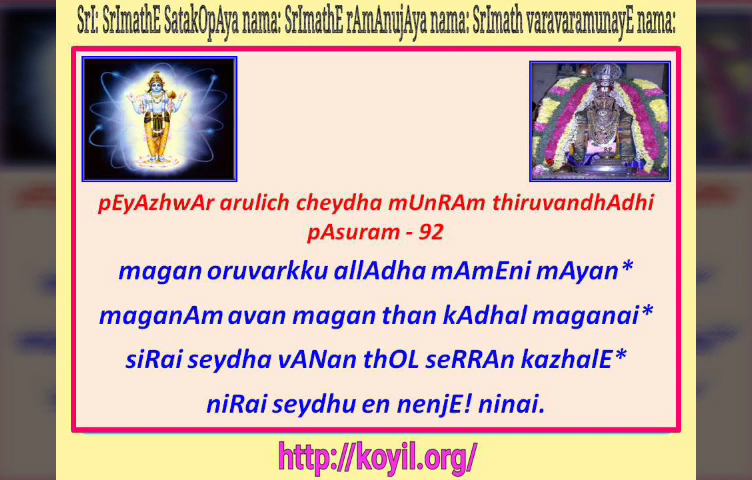 SrI: SrImathE SatakOpAya nama: SrImathE rAmAnujAya nama: SrImath varavaramunayE nama:
pEyAzhwAr arulich cheydha mUnRAm thiruvandhAdhi
pAsuram - 92
magan oruvarkku allAdha mAmEni mAyan*
maganAm avan magan than kAdhal maganai*
siRai seydha vANan thOL seRRAn kazhalE*
niRai seydhu en nenjE! ninai.
http://koyil.org/